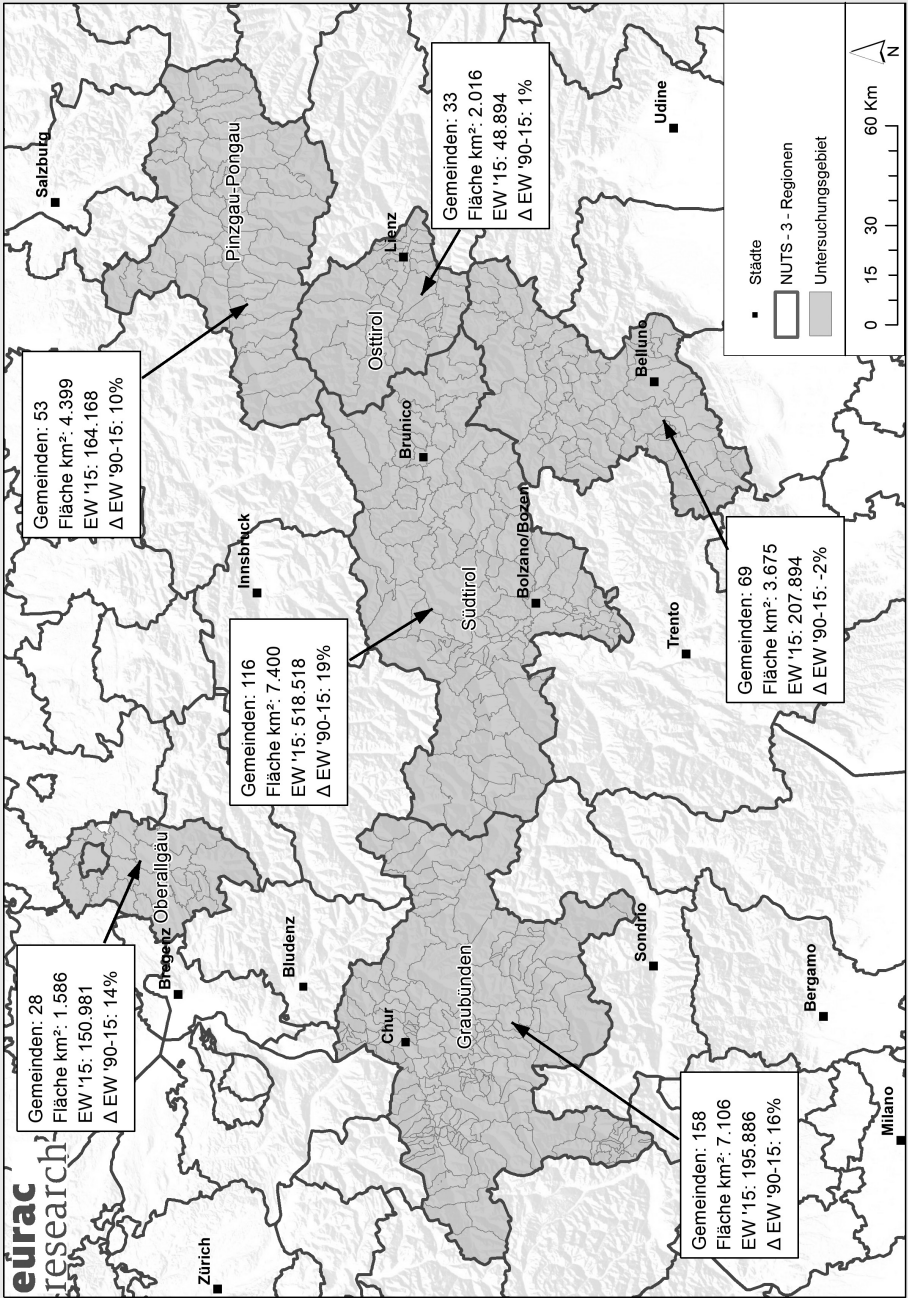 eurac
research
Gemeinden: 28
Fläche km²: 1.586
EW '15: 150.981
Δ EW '90-15: 14%
Gemeinden: 53
Fläche km²: 4.399
EW '15: 164.168
Δ EW '90-15: 10%
Salzburg
Zürich
Bregenz
Oberallgäu
Bludenz
Innsbruck
Pinzgau-Pongau
Gemeinden: 116
Fläche km²: 7.400
EW '15: 518.518
Δ EW '90-15: 19%
Gemeinden: 33
Fläche km²: 2.016
EW '15: 48.894
Δ EW '90-15: 1%
Chur
Graubünden
Südtirol
Brunico
Osttirol
Lienz
Bolzano/Bozen
Sondrio
Trento
Belluno
Udine
Gemeinden: 158
Fläche km²: 7.106
EW '15: 195.886
Δ EW '90-15: 16%
Gemeinden: 69
Fläche km²: 3.675
EW '15: 207.894
Δ EW '90-15: -2%
Bergamo
Milano
Städte
NUTS - 3 - Regionen
Untersuchungsgebiet
0 15 30 60 Km
N